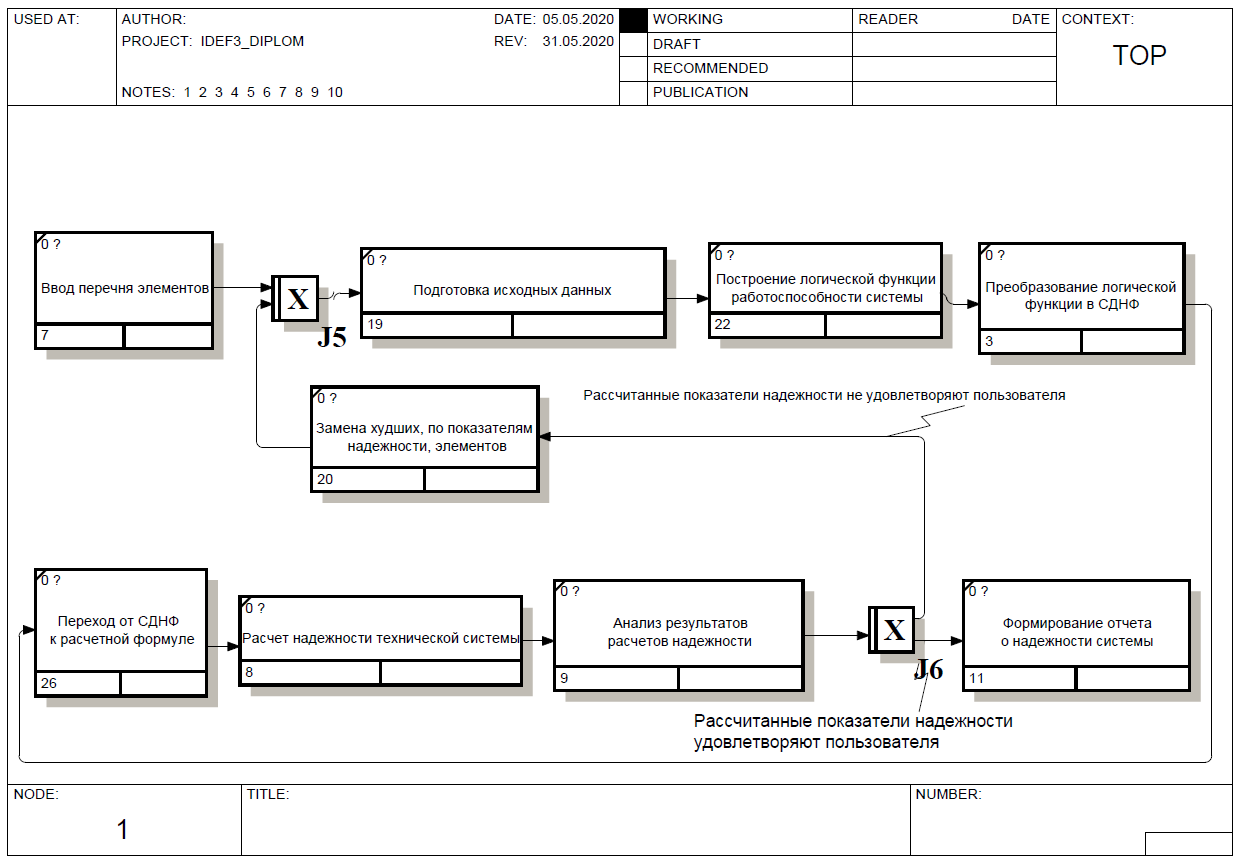 USED AT:
AUTHOR:
DATE: 05.05.2020
PROJECT: IDEF3_DIPLOM
REV: 31.05.2020
NOTES: 1 2 3 4 5 6 7 8 9 10
WORKING
DRAFT
RECOMMENDED
PUBLICATION
READER
DATE
CONTEXT:
TOP
0 ?
Ввод перечня элементов
7
X
J5
0 ?
Подготовка исходных данных
19
0 ?
Построение логической функции
работоспособности системы
22
0 ?
Преобразование логической
функции в СДНФ
3
0 ?
Замена худших, по показателям
надежности, элементов
20
Рассчитанные показатели надежности не удовлетворяют пользователя
0 ?
Переход от СДНФ
к расчетной формуле
26
0 ?
Расчет надежности технической системы
8
0 ?
Анализ результатов
расчетов надежности
9
X
J6
0 ?
Формирование отчета
о надежности системы
11
Рассчитанные показатели надежности
удовлетворяют пользователя
NODE:
1
TITLE:
NUMBER: